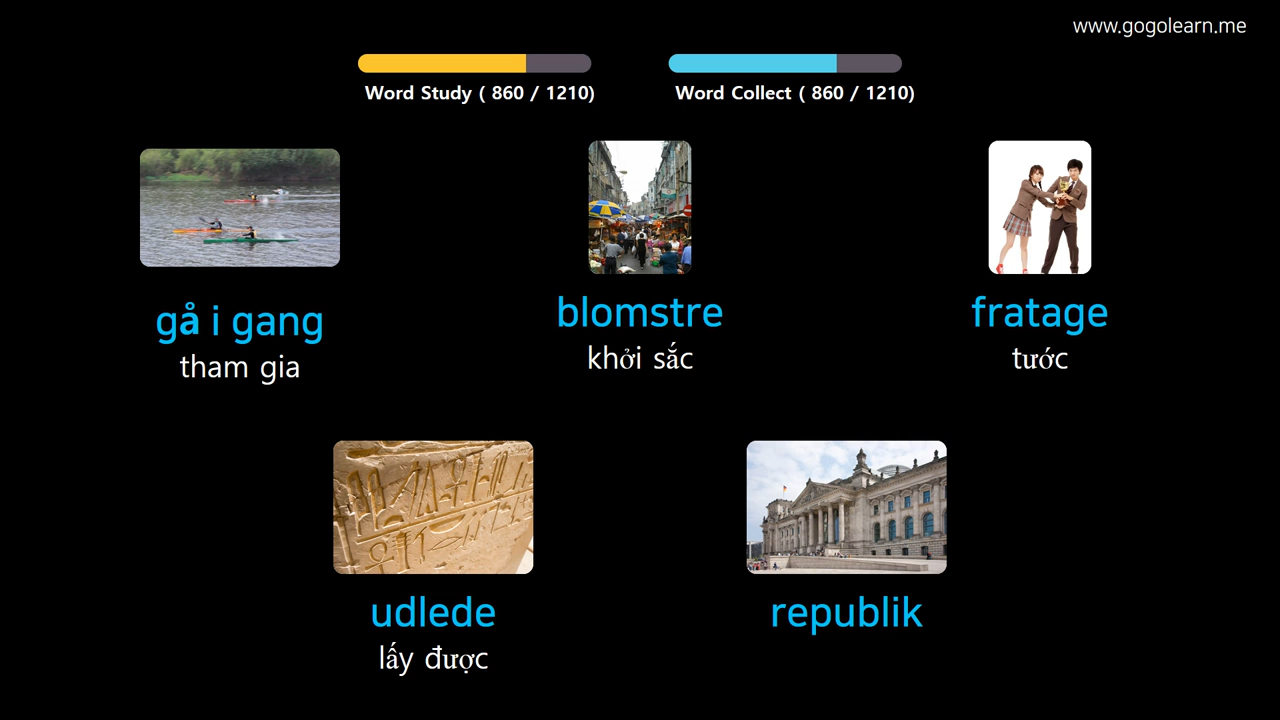 www.gogolearn.me
Word Study ( 860 / 1210)
Word Collect ( 860 / 1210)
gå i gang
tham gia
blomstre
khởi sắc
fratage
tước
udlede
lấy được
republik